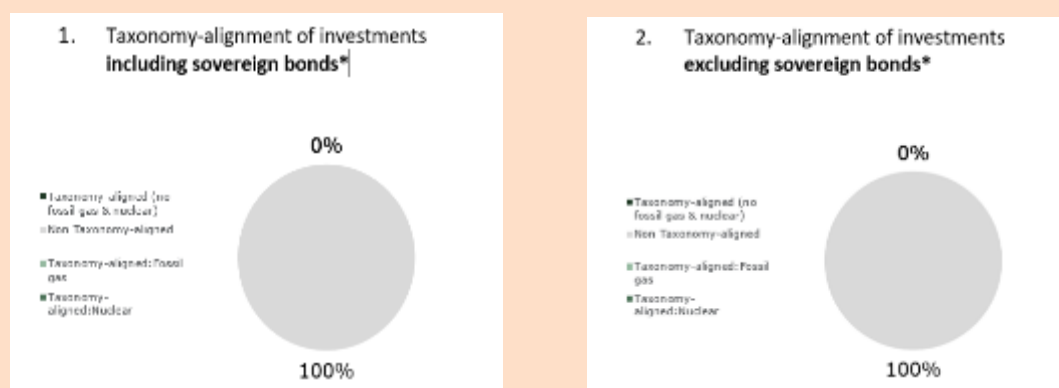 1. Taxonomy-alignment of investments
including sovereign bonds*
0%
Taxonomy-aligned (no
fossil gas & nuclear)
Non Taxonomy-aligned
Taxonomy-aligned: Fossil
gas
Taxonomy-
aligned:Nuclear
100%
2. Taxonomy-alignment of investments
excluding sovereign bonds*
0%
Taxonomy-aligned (no
fossil gas & nuclear)
Non Taxonomy-aligned
Taxonomy-aligned: Fossil
gas
Taxonomy-
aligned:Nuclear
100%